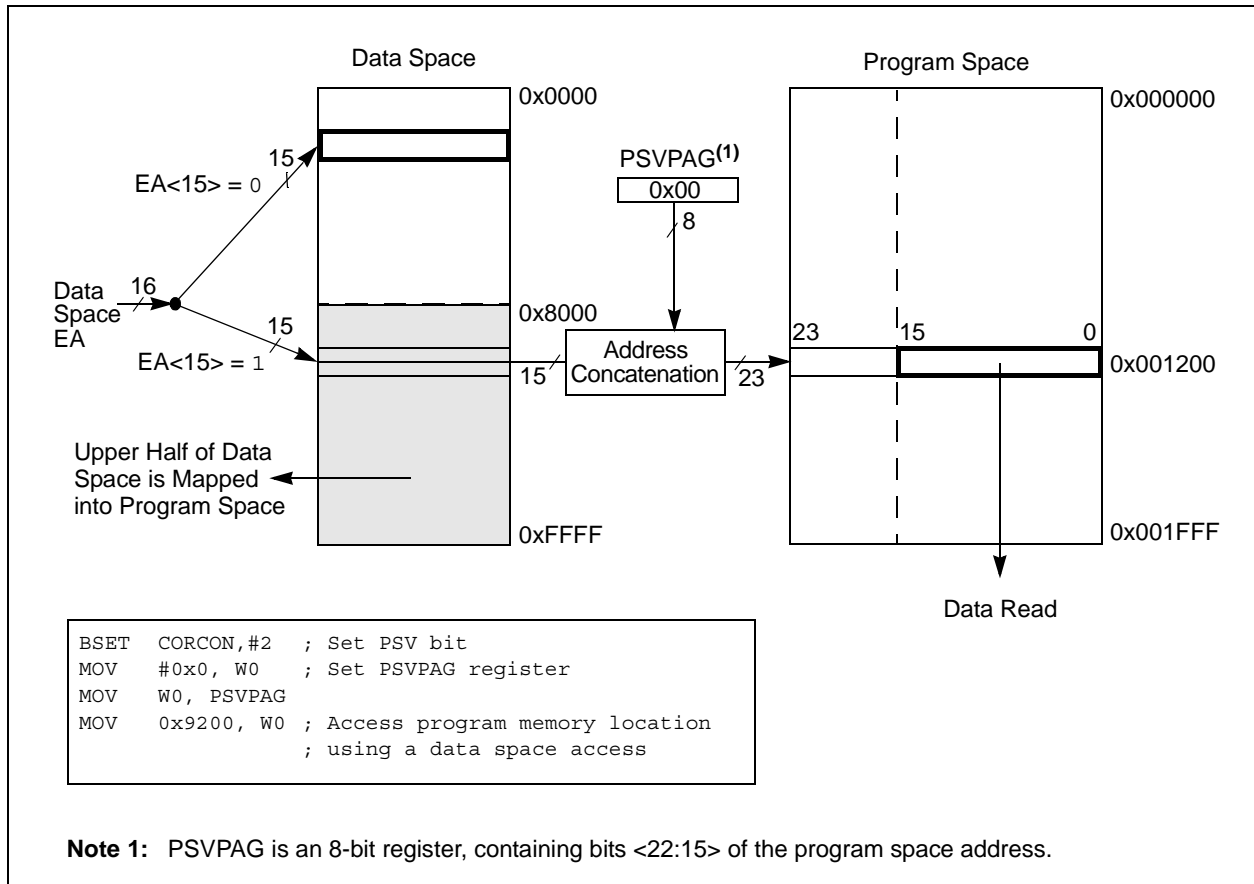 Data Space
Program Space
0x0000
0x000000
15
EA<15> = 0
PSVPAG(1)
0x00
8
16
Data
Space
EA
15
EA<15> = 1
0x8000
15
Address
Concatenation
23
23
15
0
0x001200
Upper Half of Data
Space is Mapped
into Program Space
0xFFFF
0x001FFF
Data Read
BSET CORCON,#2 ; Set PSV bit
MOV #0x0, W0 ; Set PSVPAG register
MOV W0, PSVPAG
MOV 0x9200, W0 ; Access program memory location
; using a data space access
Note 1: PSVPAG is an 8-bit register, containing bits <22:15> of the program space address.